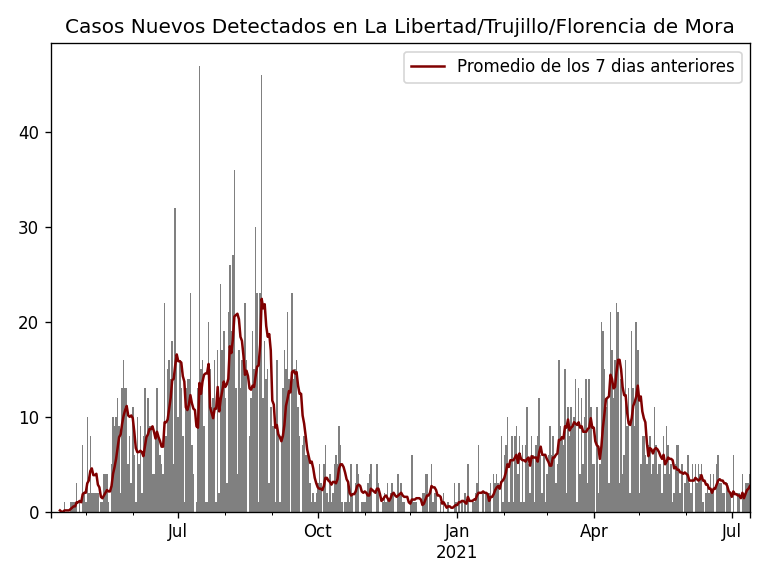 Casos Nuevos Detectados en La Libertad/Trujillo/Florencia de Mora
Promedio de los 7 dias anteriores
40
30
20
10
0
Jul Oct Jan Apr Jul
2021